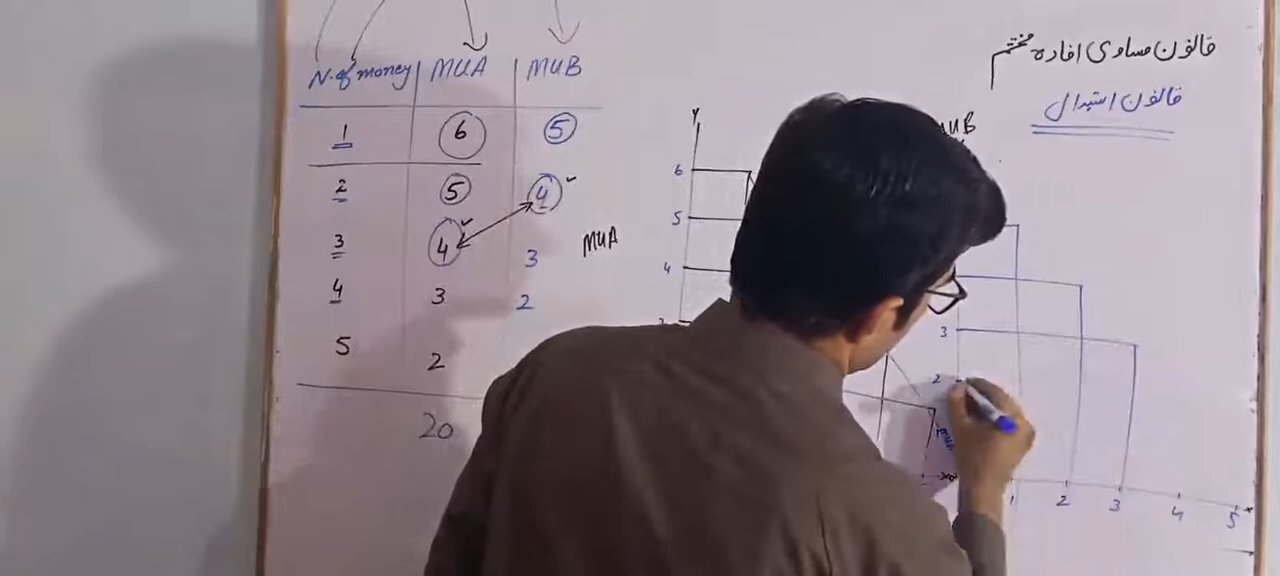 قانون مساوی افادہ مختتم
قانون استبدال
N. of money MUA MUB
1 6 5
2 5 4
3 4 3
4 3 2
5 2
20
MUA
Y
6
5
4
3
MUB
3
2
1 2 3 4 5 x